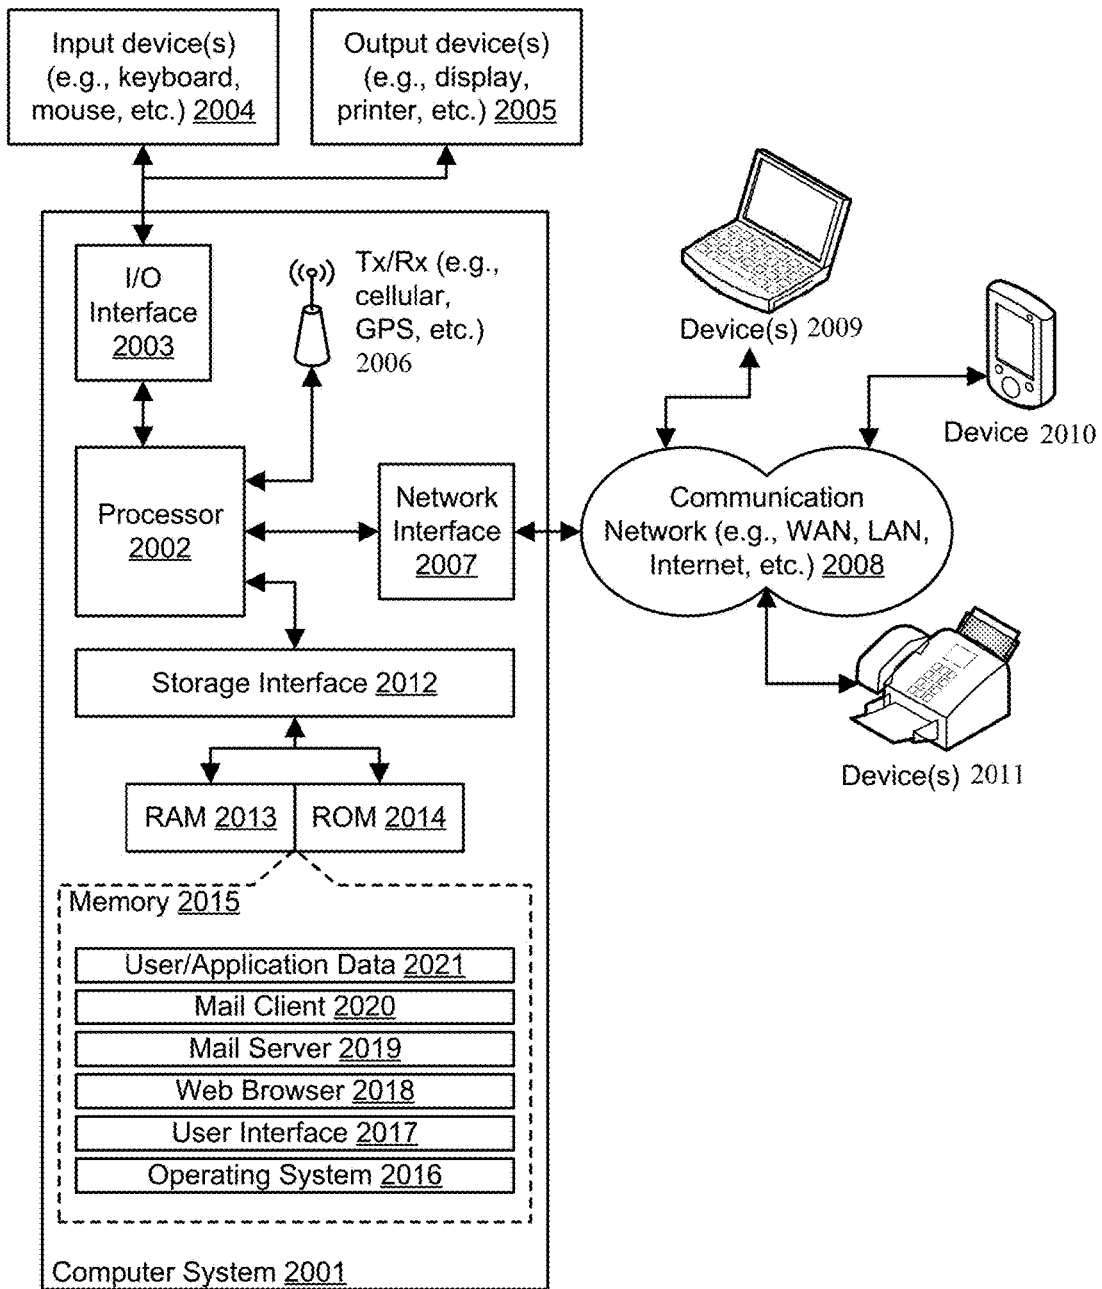 Input device(s)
(e.g., keyboard,
mouse, etc.) 2004
Output device(s)
(e.g., display,
printer, etc.) 2005
I/O
Interface
2003
Tx/Rx (e.g.,
cellular,
GPS, etc.)
2006
Device(s) 2009
Device 2010
Processor
2002
Network
Interface
2007
Communication
Network (e.g., WAN, LAN,
Internet, etc.) 2008
Storage Interface 2012
Device(s) 2011
RAM 2013
ROM 2014
Memory 2015
User/Application Data 2021
Mail Client 2020
Mail Server 2019
Web Browser 2018
User Interface 2017
Operating System 2016
Computer System 2001